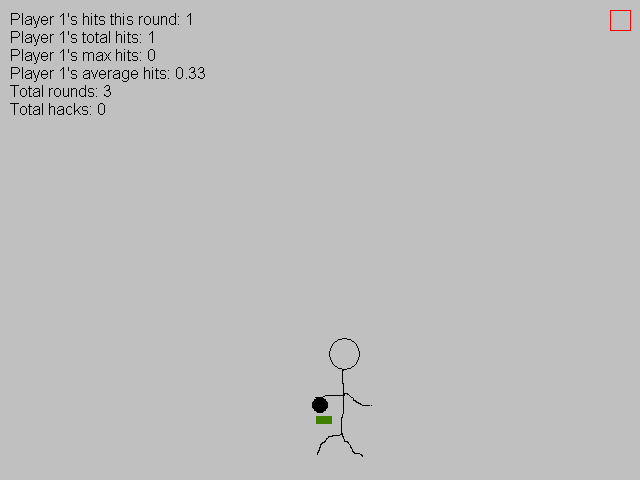 Player 1's hits this round: 1
Player 1's total hits: 1
Player 1's max hits: 0
Player 1's average hits: 0.33
Total rounds: 3
Total hacks: 0